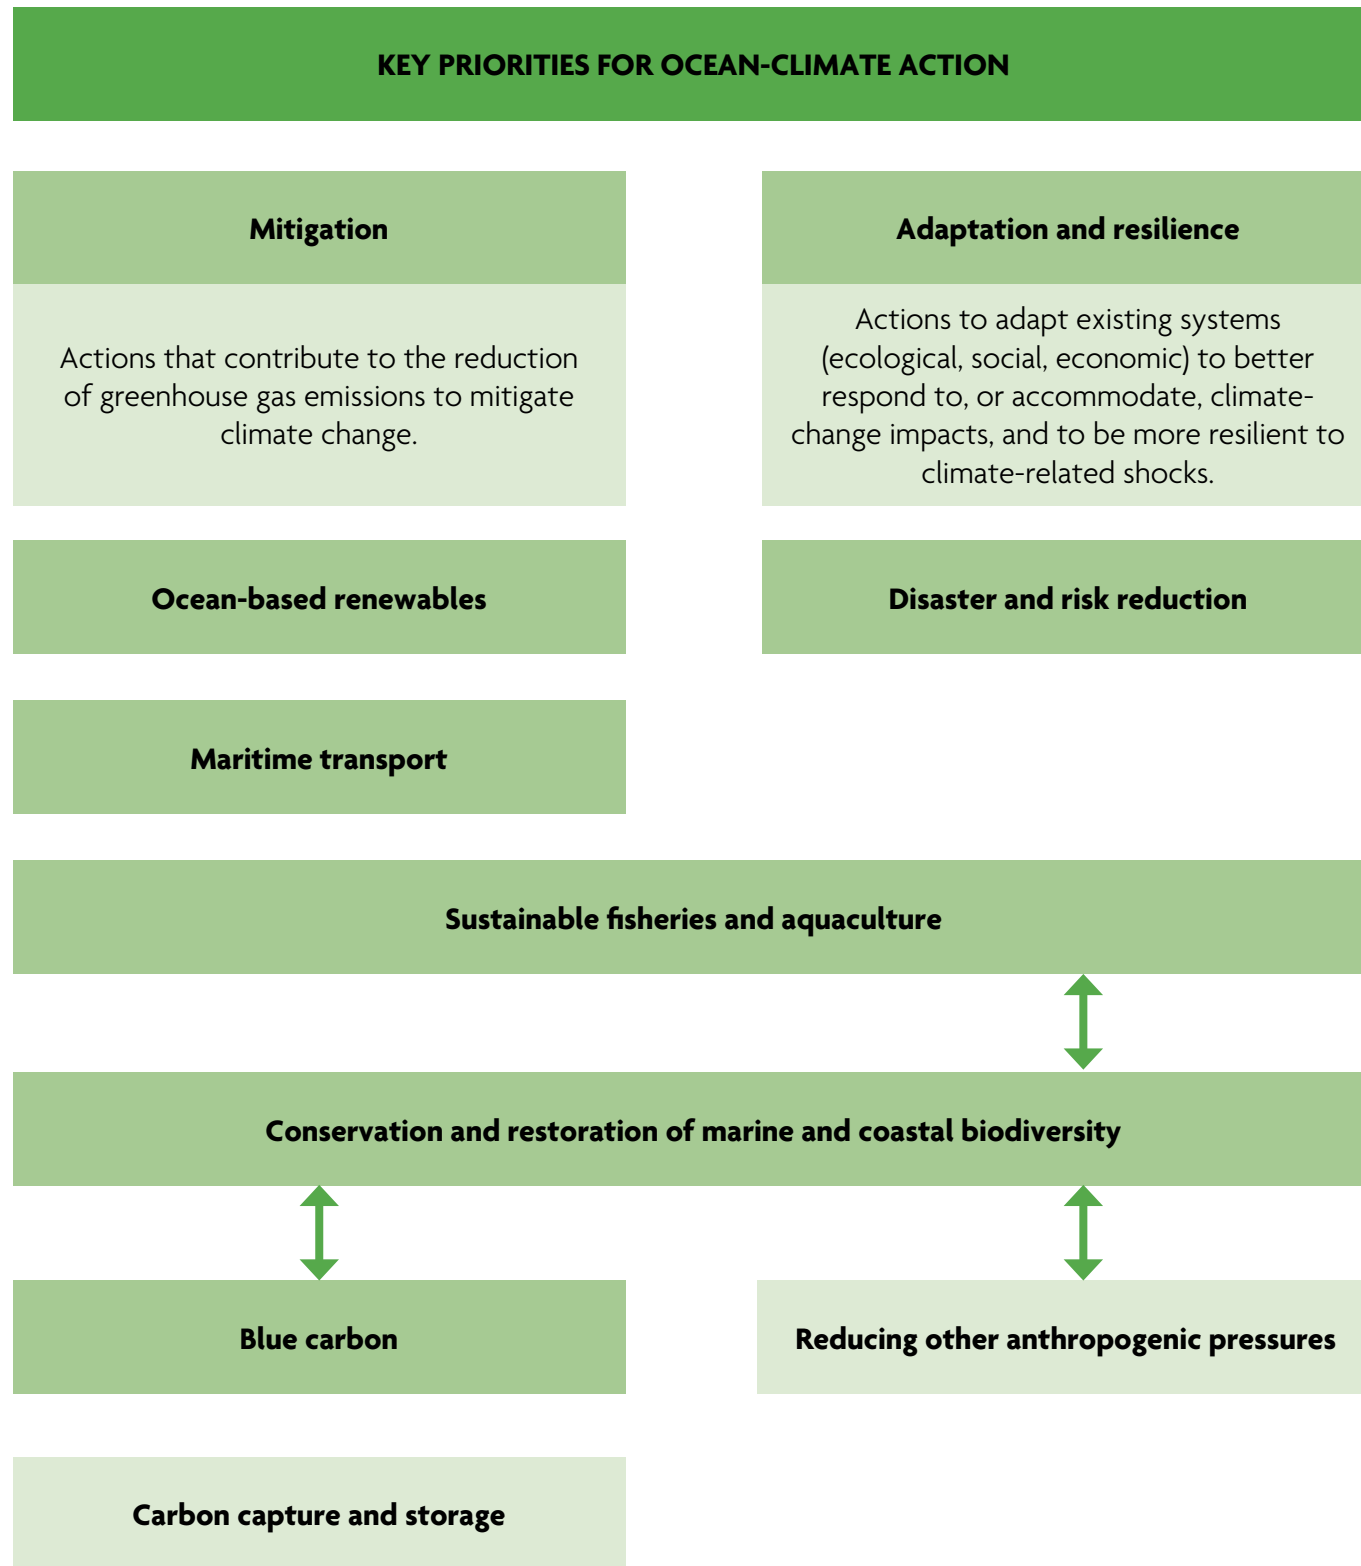 KEY PRIORITIES FOR OCEAN-CLIMATE ACTION
Mitigation
Actions that contribute to the reduction
of greenhouse gas emissions to mitigate
climate change.
Adaptation and resilience
Actions to adapt existing systems
(ecological, social, economic) to better
respond to, or accommodate, climate-
change impacts, and to be more resilient to
climate-related shocks.
Ocean-based renewables
Disaster and risk reduction
Maritime transport
Sustainable fisheries and aquaculture
Conservation and restoration of marine and coastal biodiversity
Blue carbon
Reducing other anthropogenic pressures
Carbon capture and storage